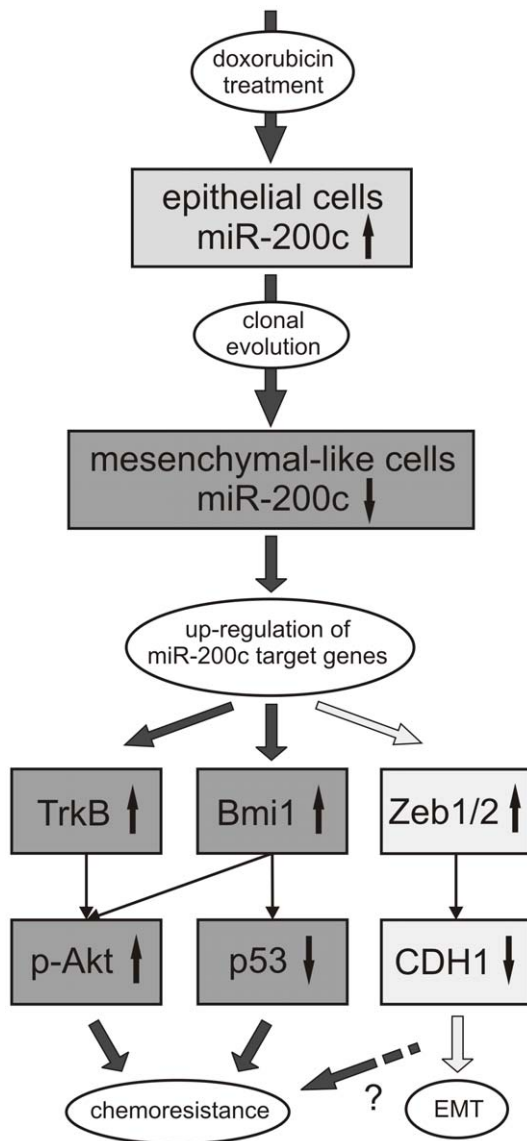 doxorubicin
treatment
epithelial cells
miR-200c
clonal
evolution
mesenchymal-like cells
miR-200c
up-regulation of
miR-200c target genes
TrkB
Bmi1
Zeb1/2
p-Akt
p53
CDH1
chemoresistance
?
EMT